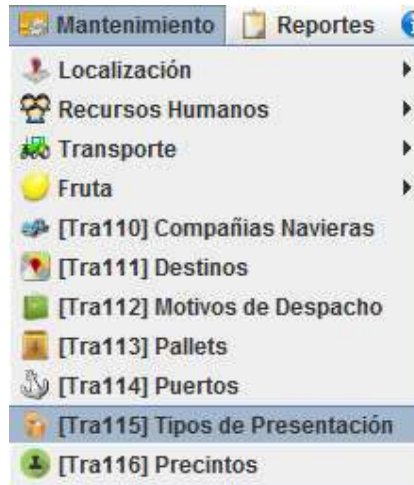 Mantenimiento Reportes
Localización
Recursos Humanos
Transporte
Fruta
[Tra110] Compañias Navieras
[Tra111] Destinos
[Tra112] Motivos de Despacho
[Tra113] Pallets
[Tra114] Puertos
[Tra115] Tipos de Presentación
[Tra116] Precintos